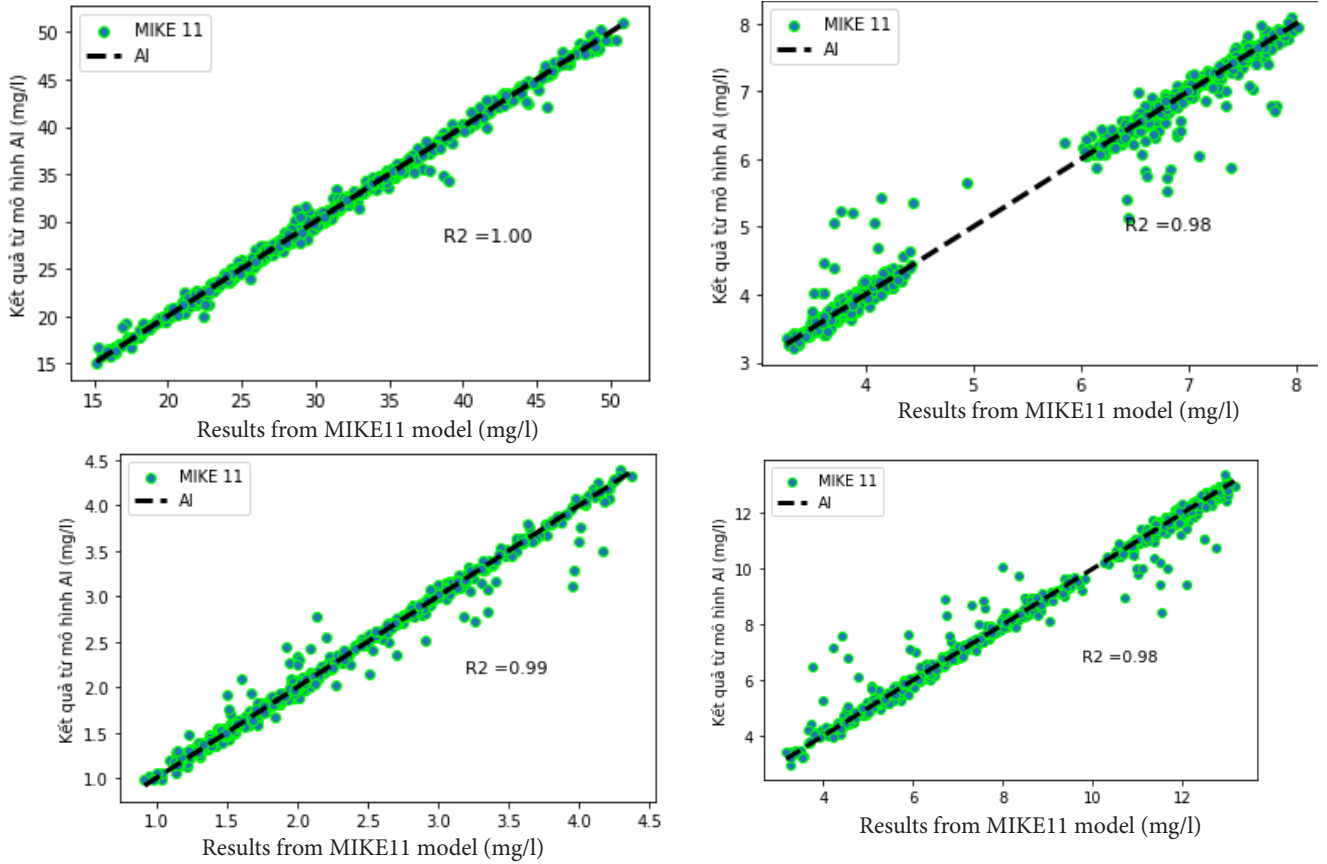 MIKE 11
AI
50
45
40
35
30
25
20
15
Kết quả từ mô hình AI (mg/l)
R2 =1.00
15 20 25 30 35 40 45 50
Results from MIKE11 model (mg/l)
MIKE 11
AI
8
7
6
5
4
3
Kết quả từ mô hình AI (mg/l)
R2 =0.98
4 5 6 7 8
Results from MIKE11 model (mg/l)
MIKE 11
AI
4.5
4.0
3.5
3.0
2.5
2.0
1.5
1.0
Kết quả từ mô hình AI (mg/l)
R2 =0.99
1.0 1.5 2.0 2.5 3.0 3.5 4.0 4.5
Results from MIKE11 model (mg/l)
MIKE 11
AI
12
10
8
6
4
Kết quả từ mô hình AI (mg/l)
R2 =0.98
4 6 8 10 12
Results from MIKE11 model (mg/l)